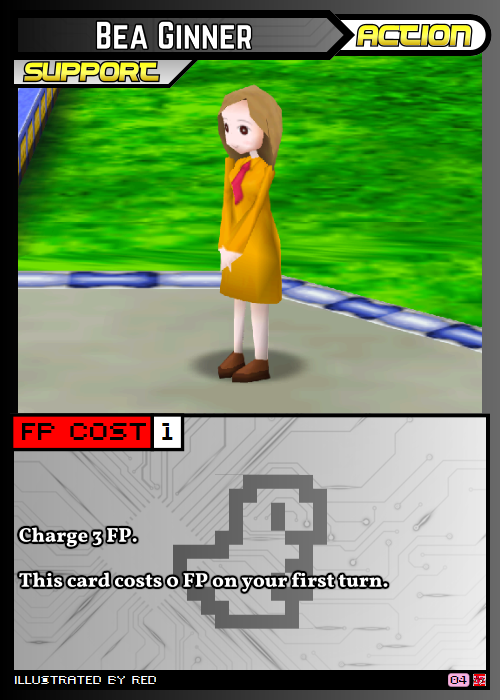 BEA GINNER
ACTION
SUPPORT
FP COST 1
Charge 3 FP.
This card costs 0 FP on your first turn.
ILLUSTRATED BY RED
04